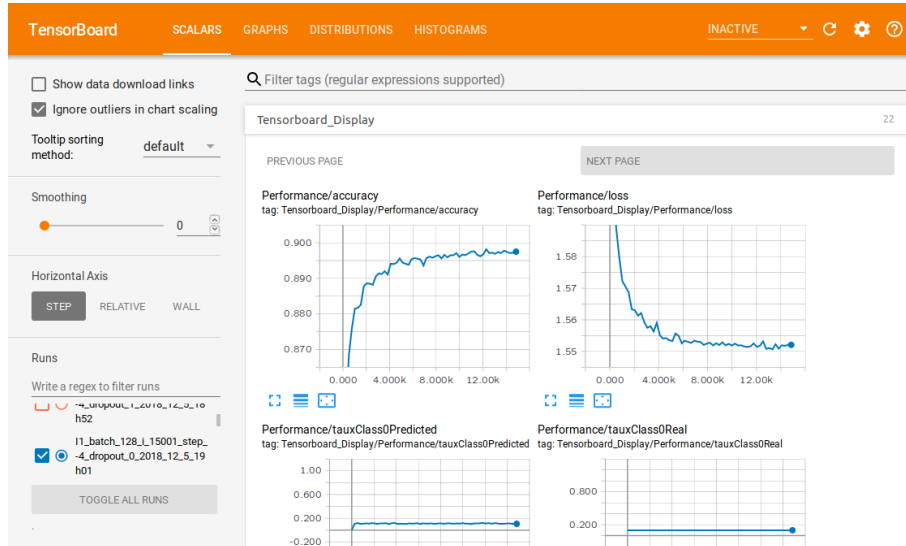 TensorBoard
SCALARS GRAPHS DISTRIBUTIONS HISTOGRAMS INACTIVE
Show data download links
Ignore outliers in chart scaling
Tooltip sorting
method:
default
Smoothing
0
Horizontal Axis
STEP RELATIVE WALL
Runs
Write a regex to filter runs
-4_dropout_1_2018_12_5_18
h52
I1_batch_128_i_15001_step_
-4_dropout_0_2018_12_5_19
h01
TOGGLE ALL RUNS
Filter tags (regular expressions supported)
Tensorboard_Display 22
PREVIOUS PAGE NEXT PAGE
Performance/accuracy
tag: Tensorboard_Display/Performance/accuracy
0.900
0.890
0.880
0.870
0.000 4.000k 8.000k 12.00k
Performance/loss
tag: Tensorboard_Display/Performance/loss
1.58
1.57
1.56
1.55
0.000 4.000k 8.000k 12.00k
Performance/tauxClass0Predicted
tag: Tensorboard_Display/Performance/tauxClass0Predicted
1.00
0.600
0.200
-0.200
Performance/tauxClass0Real
tag: Tensorboard_Display/Performance/tauxClass0Real
0.800
0.200